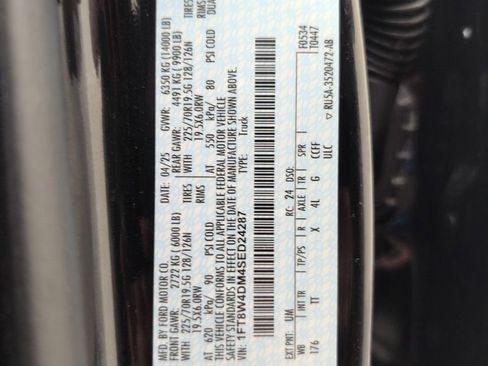 MFD. BY FORD MOTOR CO.
DATE: 04/25 GVWR: 6350 KG (14000 LB)
FRONT GAWR: 2722 KG (6000 LB) REAR GAWR: 4491 KG (9900 LB)
225/70R19.5G 128/126N TIRES WITH 225/70R19.5G 128/126N TIRES
19.5X6.0RW RIMS 19.5X6.0RW RIMS
AT 620 kPa/ 90 PSI COLD AT 550 kPa/ 80 PSI COLD DUAL
THIS VEHICLE CONFORMS TO ALL APPLICABLE FEDERAL MOTOR VEHICLE
SAFETY STANDARDS IN EFFECT ON THE DATE OF MANUFACTURE SHOWN ABOVE.
VIN: 1FT8W4DM4SED24287 TYPE: Truck
F0534
T0447
EXT PNT: UM RC: 24 DSO:
WB INT TR TP/PS R AXLE TR SPR
176 TT X 4L G CCFF
ULC
RU5A-3520472-AB